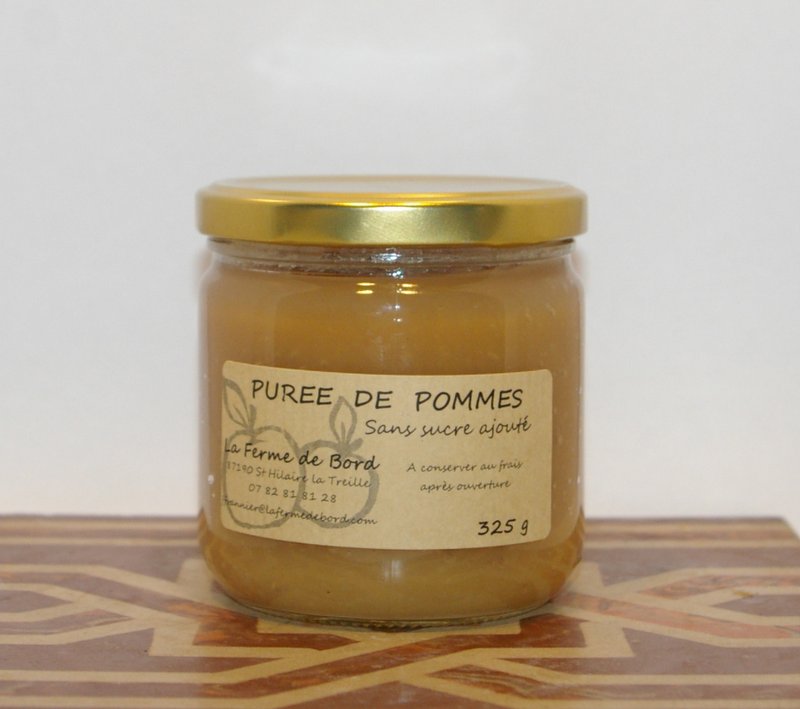 PUREE DE POMMES
Sans sucre ajouté
La Ferme de Bord
87190 St Hilaire la Treille
07 82 81 81 28
A conserver au frais
après ouverture
325 g